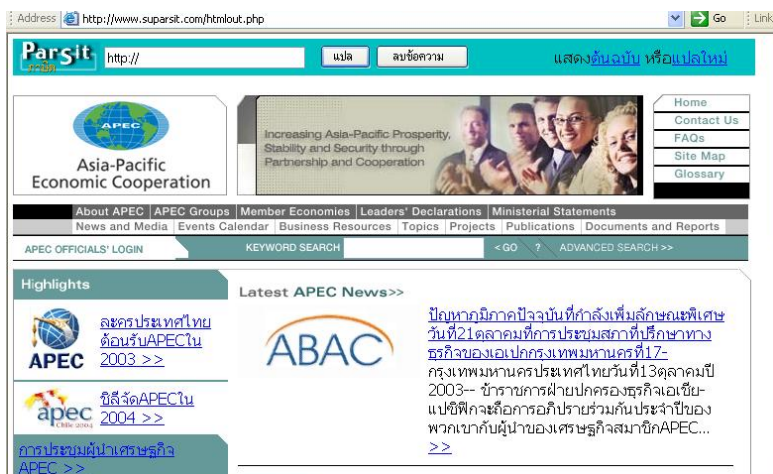 Address http://www.suparsit.com/htmlout.php Go Link
Parsit ภาษิต http:// แปล ลบข้อความ แสดงต้นฉบับ หรือแปลใหม่
APEC
Asia-Pacific
Economic Cooperation
Increasing Asia-Pacific Prosperity,
Stability and Security through
Partnership and Cooperation
Home
Contact Us
FAQs
Site Map
Glossary
About APEC APEC Groups Member Economies Leaders' Declarations Ministerial Statements
News and Media Events Calendar Business Resources Topics Projects Publications Documents and Reports
APEC OFFICIALS' LOGIN KEYWORD SEARCH < GO ? ADVANCED SEARCH >>
Highlights
APEC
ละครประเทศไทย
ต้อนรับAPECใน
2003 >>
apec
Chile 2004
ชิลีจัดAPECใน
2004 >>
การประชุมผู้นำเศรษฐกิจ
APEC >>
Latest APEC News>>
ABAC
ปัญหาภูมิภาคปัจจุบันที่กำลังเพิ่มลักษณะพิเศษ
วันที่21ตุลาคมที่การประชุมสภาที่ปรึกษาทาง
ธุรกิจของเอเปกกรุงเทพมหานครที่17-
กรุงเทพมหานครประเทศไทยวันที่13ตุลาคมปี
2003-- ข้าราชการฝ่ายปกครองธุรกิจเอเชีย-
แปซิฟิกจะถือการอภิปรายร่วมกันประจำปีของ
พวกเขากับผู้นำของเศรษฐกิจสมาชิกAPEC...
>>